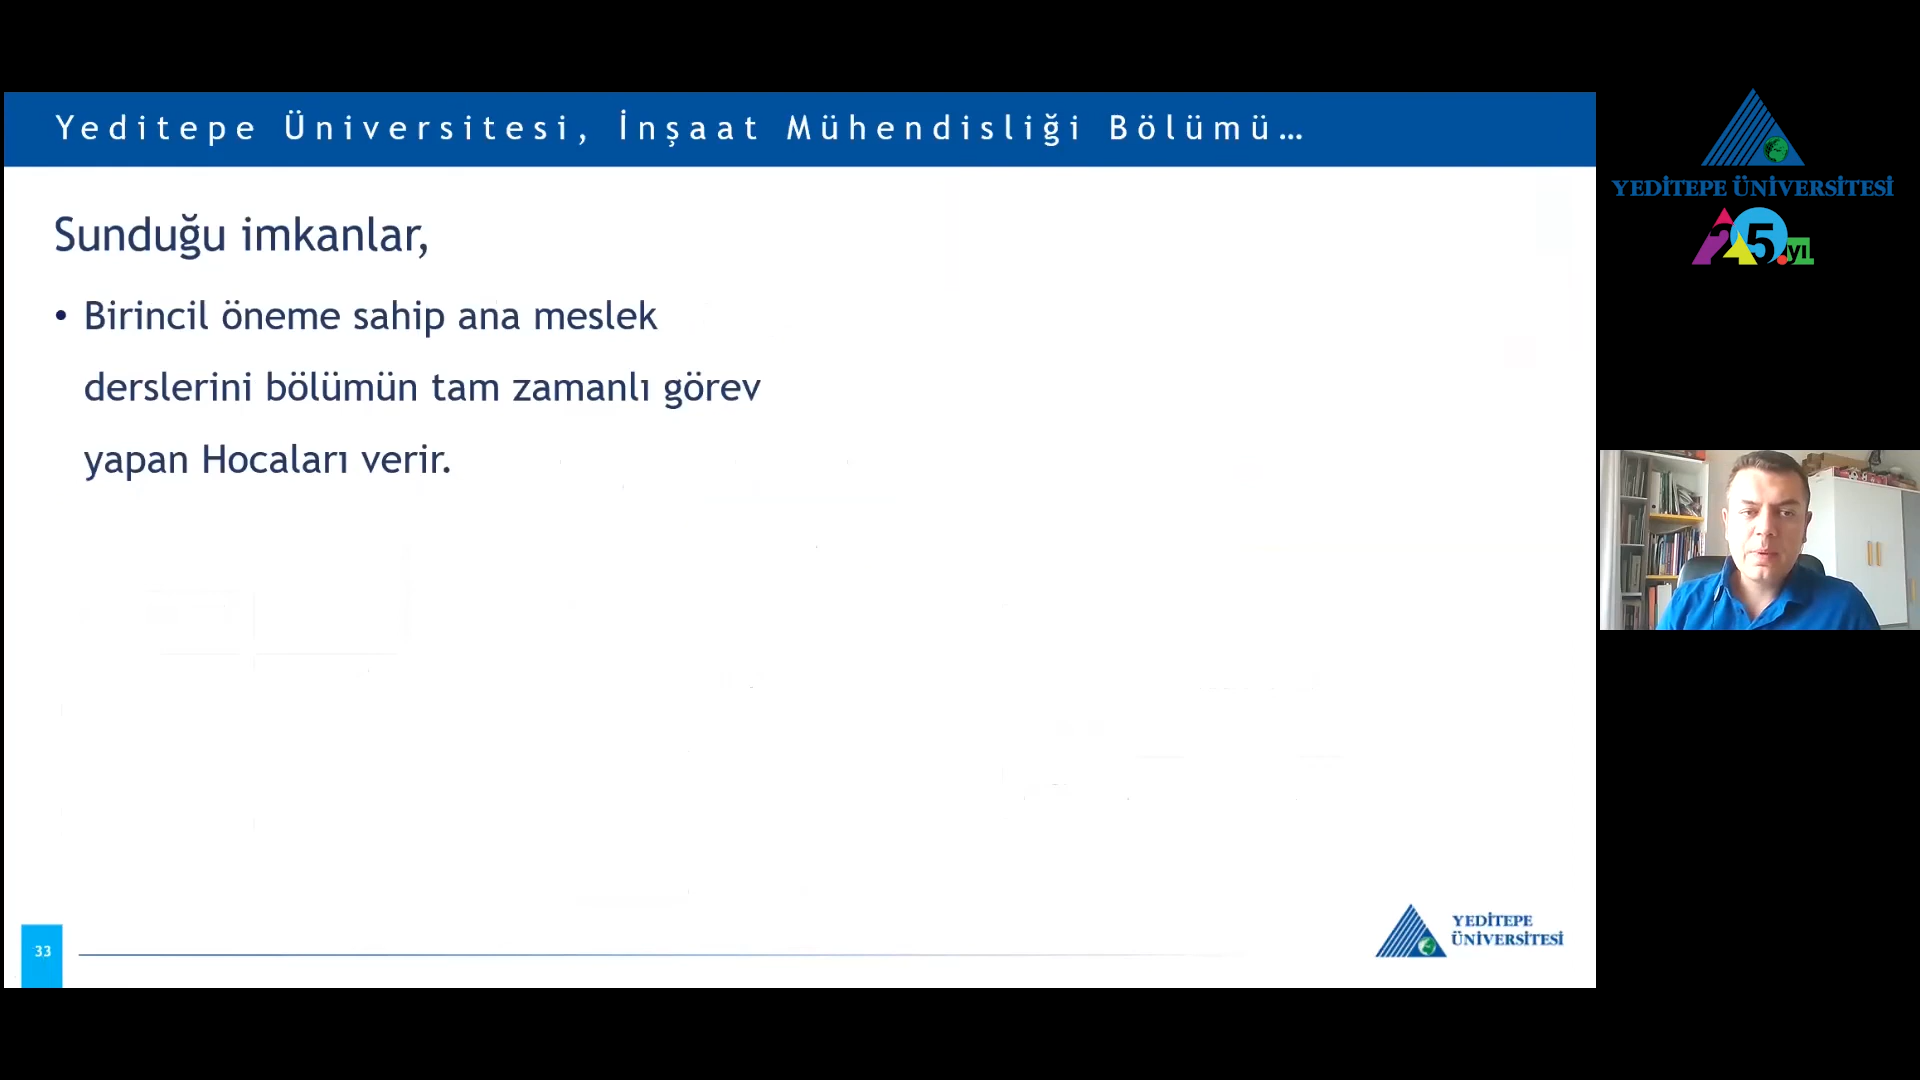 Yeditepe Üniversitesi, İnşaat Mühendisliği Bölümü…
Sunduğu imkanlar,
• Birincil öneme sahip ana meslek
derslerini bölümün tam zamanlı görev
yapan Hocaları verir.
33
YEDİTEPE
ÜNİVERSİTESİ
YEDİTEPE ÜNİVERSİTESİ
25.yıl